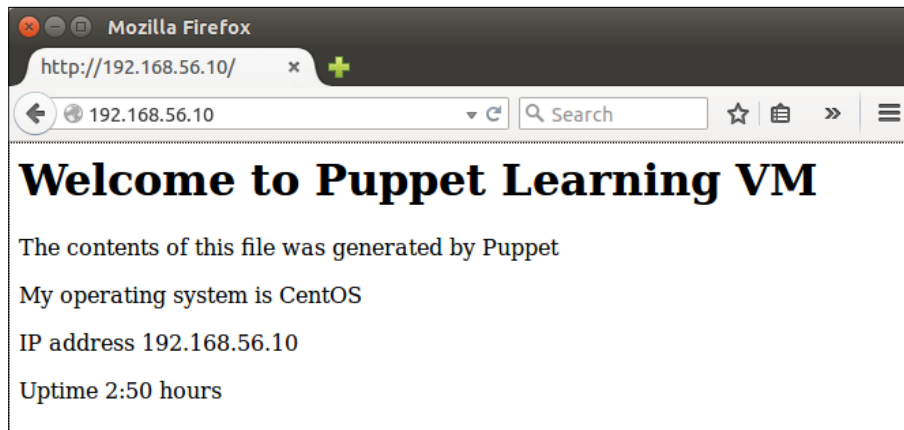 Mozilla Firefox
http://192.168.56.10/
192.168.56.10
Search
Welcome to Puppet Learning VM
The contents of this file was generated by Puppet
My operating system is CentOS
IP address 192.168.56.10
Uptime 2:50 hours